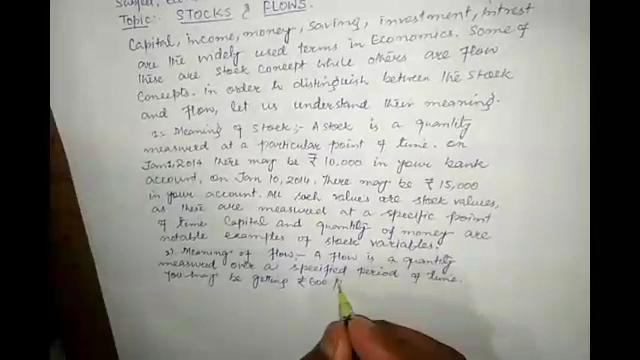 Topic:- STOCKS & FLOWS.
Capital, income, money, saving, investment, intrest
are the widely used terms in Economics. Some of
these are stock concept while others are flow
concepts. In order to distinguish between the stock
and flow, let us understand their meaning.
1:- Meaning of Stock:- A stock is a quantity
measured at a particular point of time. On
Jan 1, 2014 there may be ₹ 10,000 in your bank
account, on Jan 10, 2014, there may be ₹ 15,000
in your account. All such values are stock values,
as these are measured at a specific point
of time. Capital and quantity of money are
notable examples of stock variables.
2) Meaning of flow:- A flow is a quantity
measured over a specified period of time.
You may be getting ₹ 600